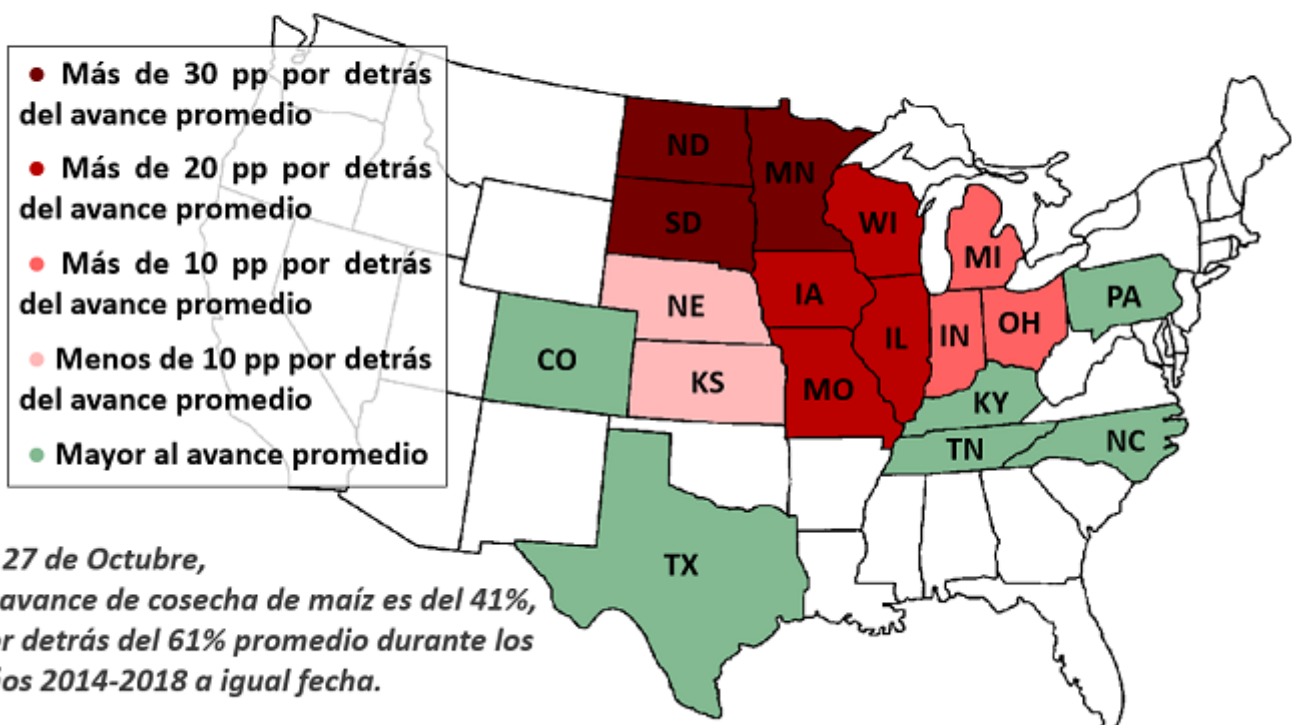 • Más de 30 pp por detrás
del avance promedio
• Más de 20 pp por detrás
del avance promedio
• Más de 10 pp por detrás
del avance promedio
• Menos de 10 pp por detrás
del avance promedio
• Mayor al avance promedio
ND
MN
SD
WI
MI
NE
IA
PA
IL
IN
OH
CO
KS
MO
KY
TN
NC
TX
27 de Octubre,
avance de cosecha de maíz es del 41%,
detrás del 61% promedio durante los
2014-2018 a igual fecha.